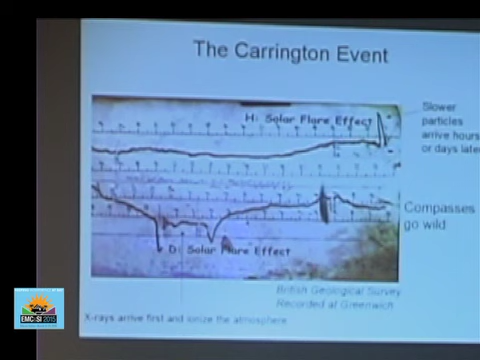 The Carrington Event
H: Solar Flare Effect
Slower
particles
arrive hours
or days later
Compasses
go wild
D: Solar Flare Effect
British Geological Survey
Recorded at Greenwich
X-rays arrive first and ionize the atmosphere
EMC&SI 2015